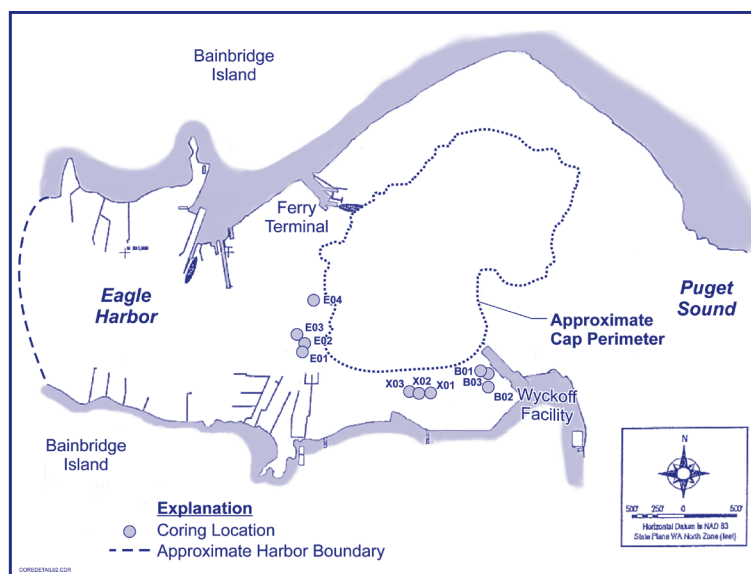 Bainbridge
Island
Ferry
Terminal
Eagle
Harbor
Puget
Sound
E04
E03
E02
E01
Approximate
Cap Perimeter
X03
X02
X01
B01
B03
B02
Wyckoff
Facility
Bainbridge
Island
Explanation
Coring Location
Approximate Harbor Boundary
N
500' 250' 0 500'
Horizontal Datum is NAD 83
State Plane WA North Zone (feet)
COREDETAIL02.CDR